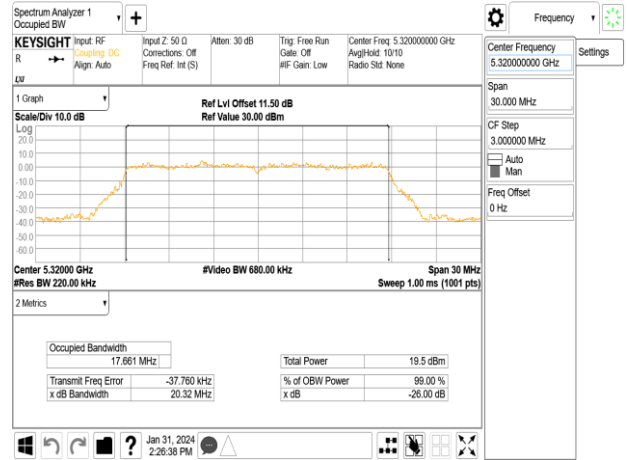 Spectrum Analyzer 1
Occupied BW
Frequency
KEYSIGHT
R
LXI
Input: RF
Coupling: DC
Align: Auto
Input Z: 50 Ω
Corrections: Off
Freq Ref: Int (S)
Atten: 30 dB
Trig: Free Run
Gate: Off
#IF Gain: Low
Center Freq: 5.320000000 GHz
Avg|Hold: 10/10
Radio Std: None
Center Frequency
5.320000000 GHz
Settings
Span
30.000 MHz
CF Step
3.000000 MHz
Auto
Man
Freq Offset
0 Hz
1 Graph
Scale/Div 10.0 dB
Ref Lvl Offset 11.50 dB
Ref Value 30.00 dBm
Log
20.0
10.0
0.00
-10.0
-20.0
-30.0
-40.0
-50.0
-60.0
Center 5.32000 GHz
#Video BW 680.00 kHz
Span 30 MHz
#Res BW 220.00 kHz
Sweep 1.00 ms (1001 pts)
2 Metrics
Occupied Bandwidth
17.661 MHz
Total Power 19.5 dBm
Transmit Freq Error -37.760 kHz
% of OBW Power 99.00 %
x dB Bandwidth 20.32 MHz
x dB -26.00 dB
?
Jan 31, 2024
2:26:38 PM